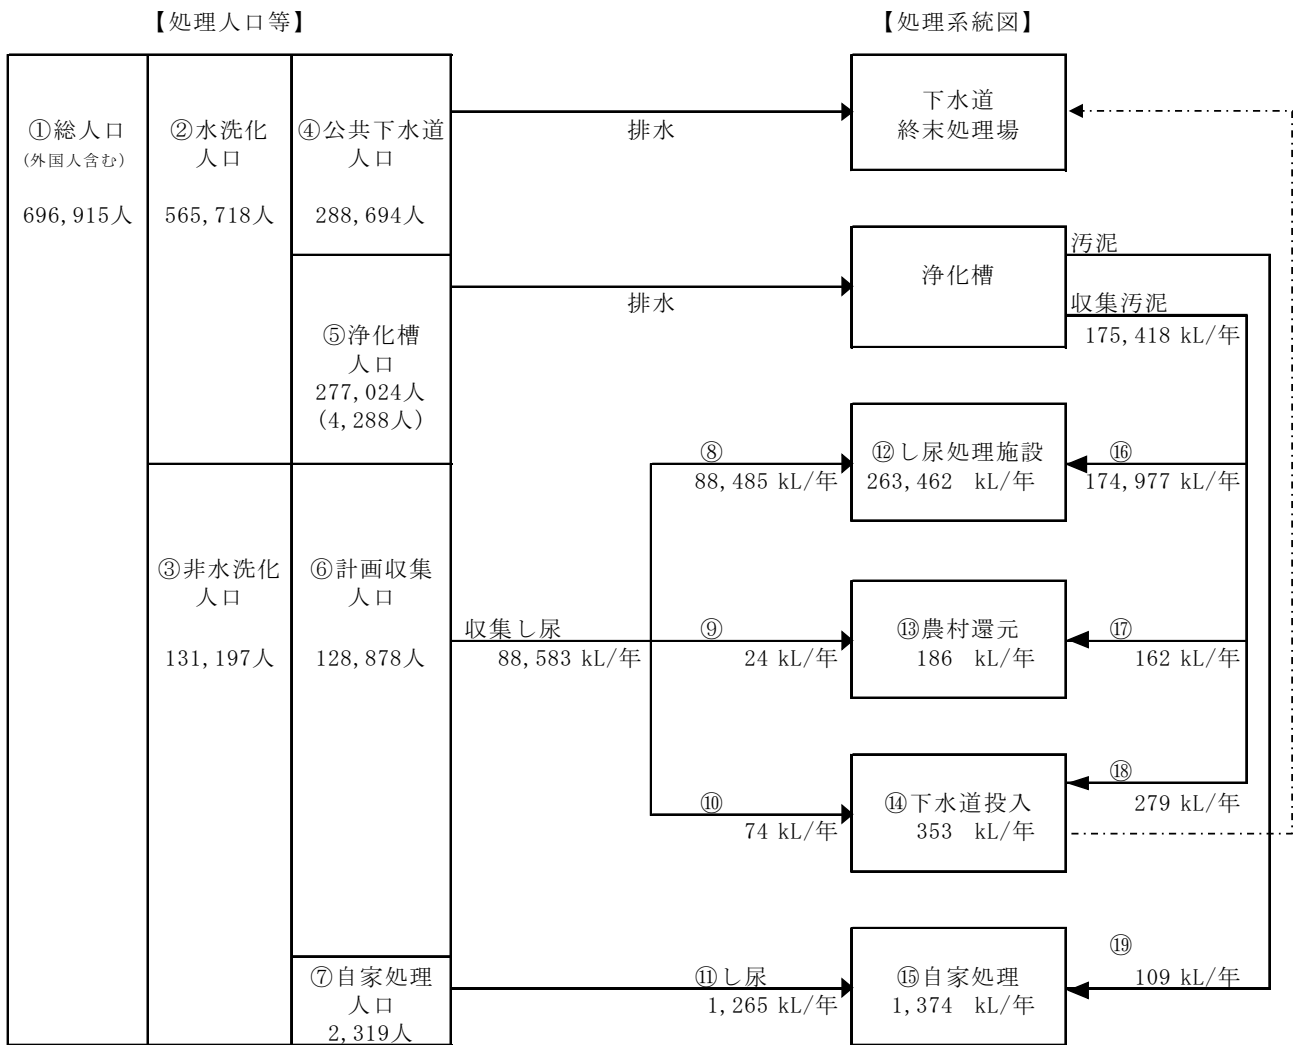 【処理人口等】
【処理系統図】
①総人口
(外国人含む)
696,915人
②水洗化
人口
565,718人
④公共下水道
人口
288,694人
排水
下水道
終末処理場
⑤浄化槽
人口
277,024人
(4,288人)
排水
浄化槽
汚泥
収集汚泥
175,418 kL/年
③非水洗化
人口
131,197人
⑥計画収集
人口
128,878人
収集し尿
88,583 kL/年
⑧
88,485 kL/年
⑫し尿処理施設
263,462 kL/年
⑯
174,977 kL/年
⑨
24 kL/年
⑬農村還元
186 kL/年
⑰
162 kL/年
⑩
74 kL/年
⑭下水道投入
353 kL/年
⑱
279 kL/年
⑦自家処理
人口
2,319人
⑪し尿
1,265 kL/年
⑮自家処理
1,374 kL/年
⑲
109 kL/年